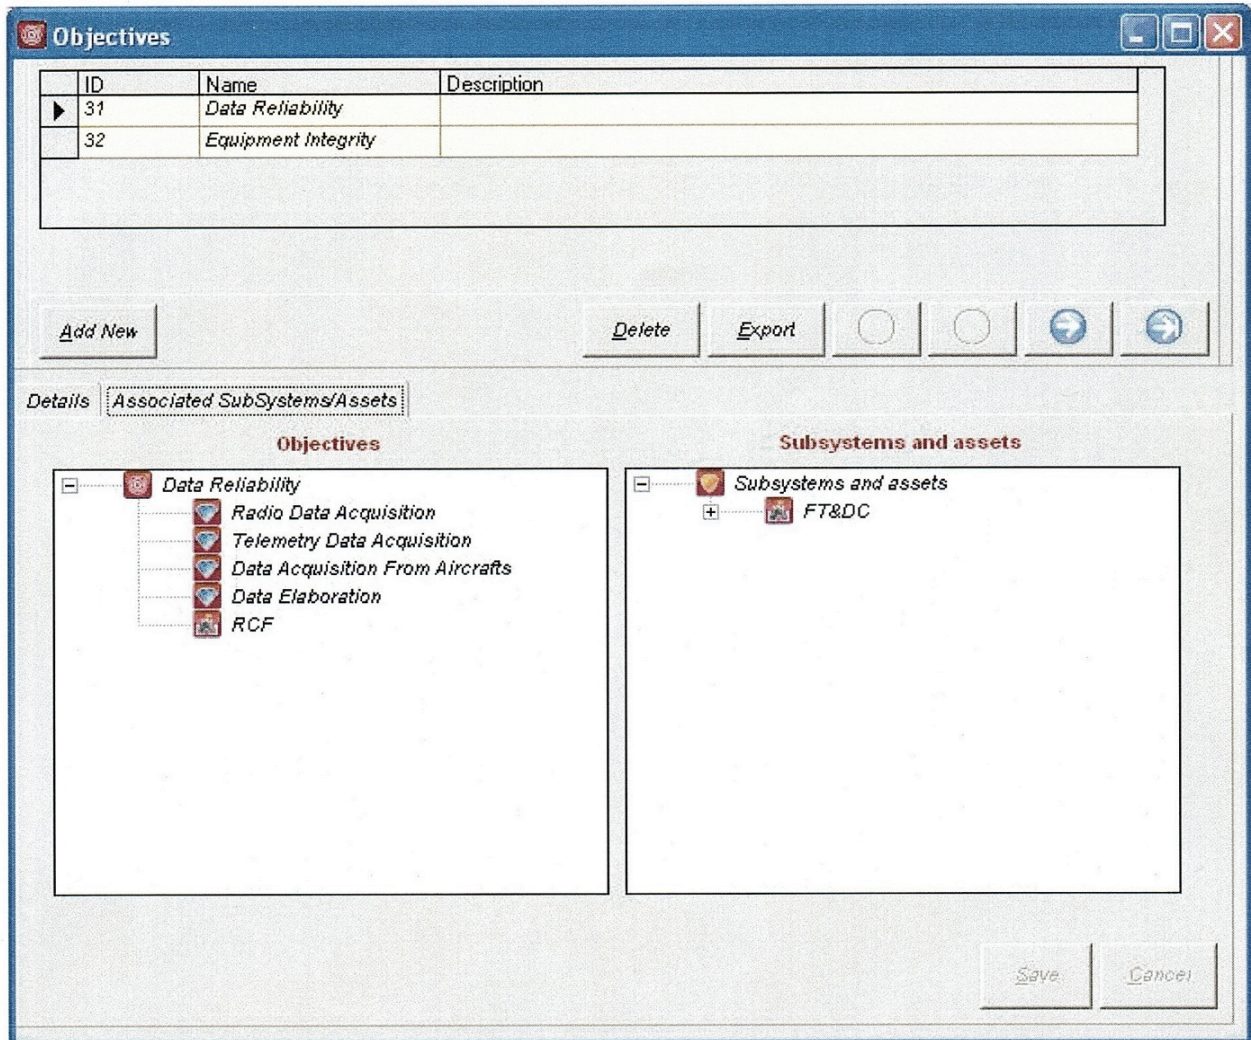 Objectives
ID Name Description
31 Data Reliability
32 Equipment Integrity
Add New Delete Export
Details Associated SubSystems/Assets
Objectives Subsystems and assets
Data Reliability Subsystems and assets
Radio Data Acquisition FT&DC
Telemetry Data Acquisition
Data Acquisition From Aircrafts
Data Elaboration
RCF
Save Cancel